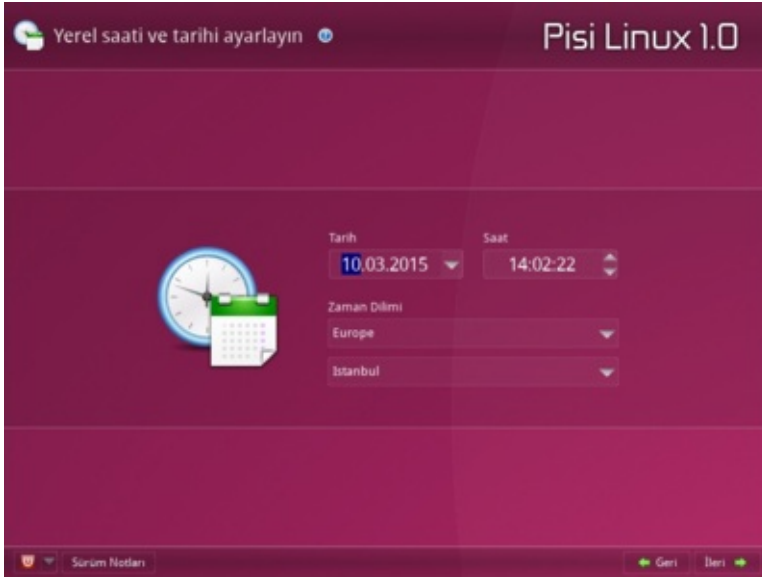 Yerel saati ve tarihi ayarlayın
Pisi Linux 1.0
Tarih
Saat
10.03.2015
14:02:22
Zaman Dilimi
Europe
Istanbul
Sürüm Notları
Geri
İleri